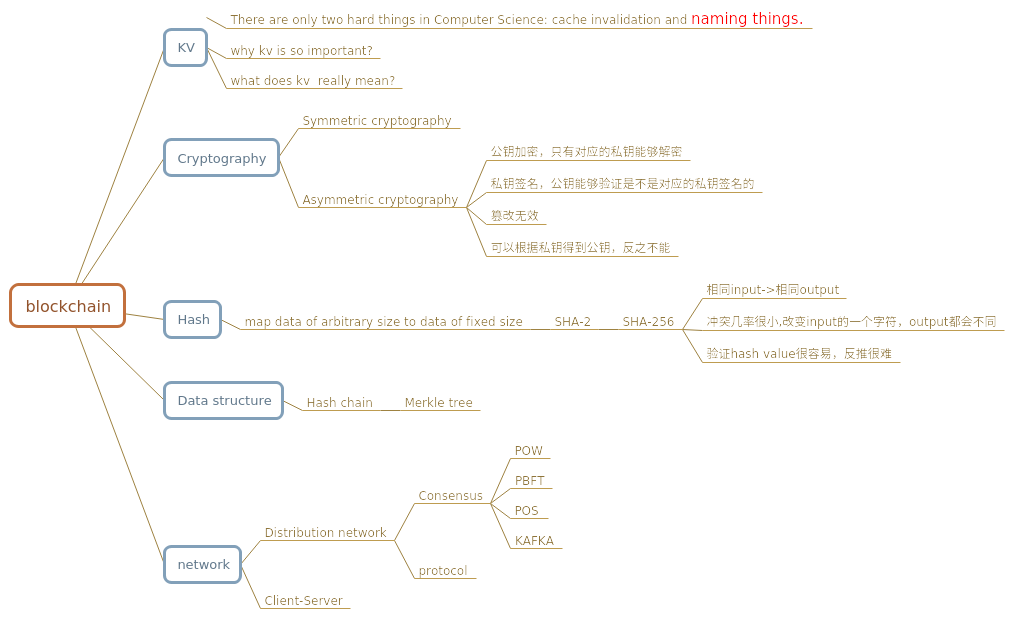 blockchain
KV
There are only two hard things in Computer Science: cache invalidation and naming things.
why kv is so important?
what does kv  really mean?
Cryptography
Symmetric cryptography
Asymmetric cryptography
公钥加密，只有对应的私钥能够解密
私钥签名，公钥能够验证是不是对应的私钥签名的
篡改无效
可以根据私钥得到公钥，反之不能
Hash
map data of arbitrary size to data of fixed size
SHA-2
SHA-256
相同input->相同output
冲突几率很小,改变input的一个字符，output都会不同
验证hash value很容易，反推很难
Data structure
Hash chain
Merkle tree
network
Distribution network
Consensus
POW
PBFT
POS
KAFKA
protocol
Client-Server